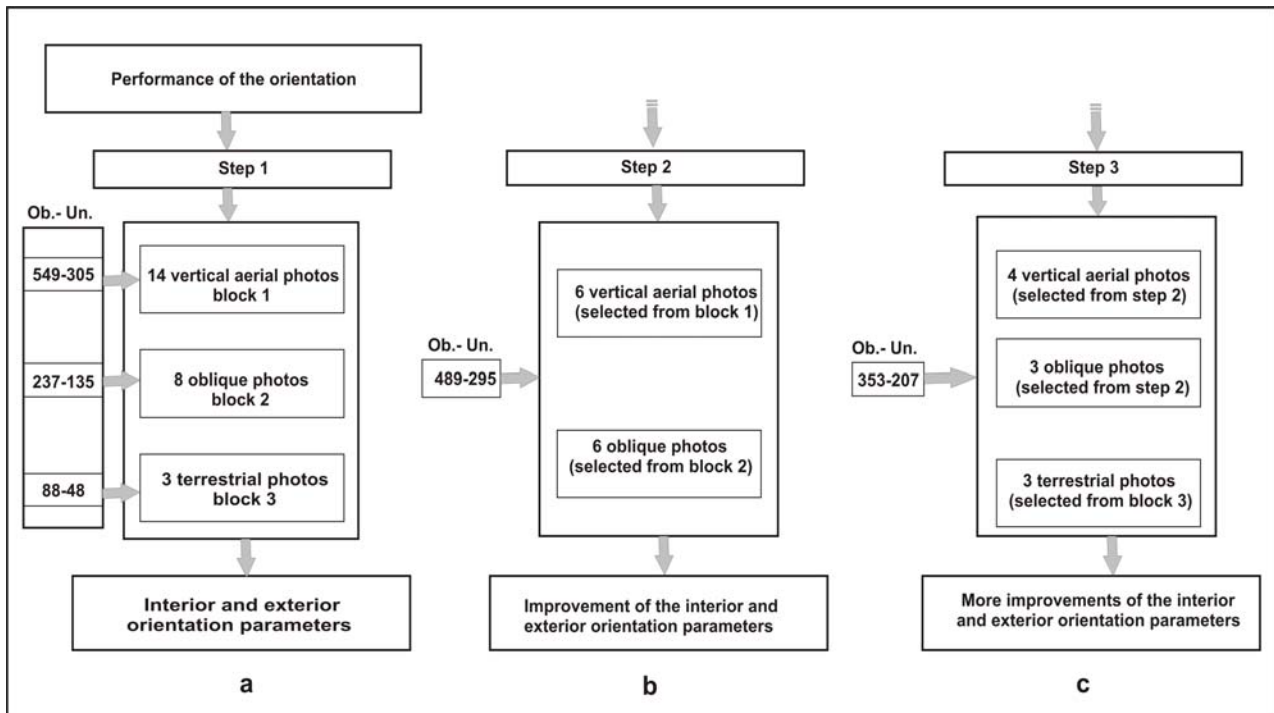 Performance of the orientation
Step 1
Ob.- Un.
549-305
14 vertical aerial photos
block 1
237-135
8 oblique photos
block 2
88-48
3 terrestrial photos
block 3
Interior and exterior
orientation parameters
a
Step 2
6 vertical aerial photos
(selected from block 1)
Ob.- Un.
489-295
6 oblique photos
(selected from block 2)
Improvement of the interior and
exterior orientation parameters
b
Step 3
4 vertical aerial photos
(selected from step 2)
Ob.- Un.
353-207
3 oblique photos
(selected from step 2)
3 terrestrial photos
(selected from block 3)
More improvements of the interior
and exterior orientation parameters
c